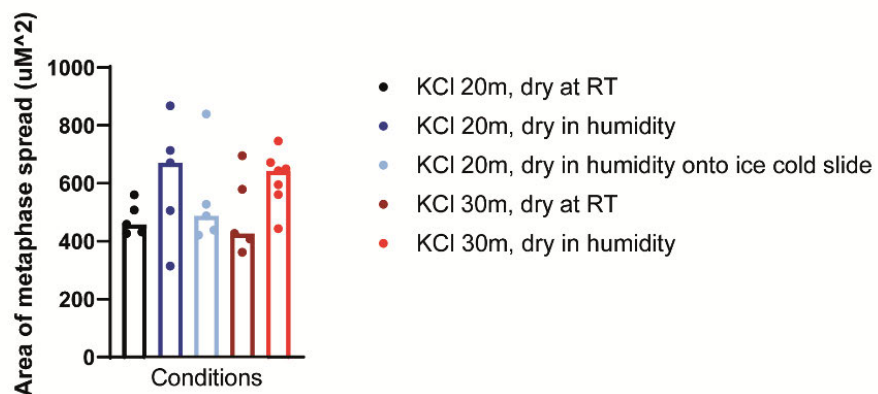 Area of metaphase spread (uM^2)
1000
800
600
400
200
0
Conditions
KCl 20m, dry at RT
KCl 20m, dry in humidity
KCl 20m, dry in humidity onto ice cold slide
KCl 30m, dry at RT
KCl 30m, dry in humidity